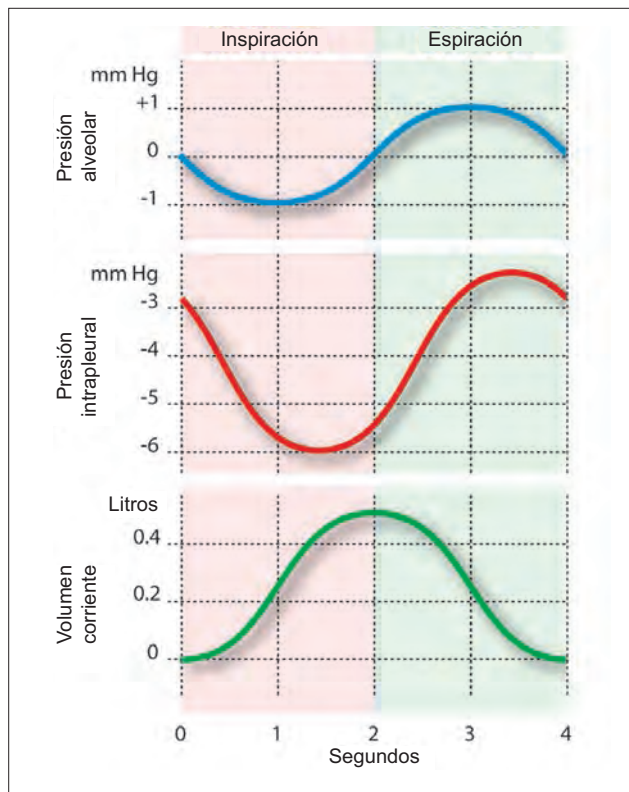 Inspiración Espiración
mm Hg
+1
0
-1
Presión
alveolar
mm Hg
-3
-4
-5
-6
Presión
intrapleural
Litros
0.4
0.2
0
Volumen
corriente
0 1 2 3 4
Segundos